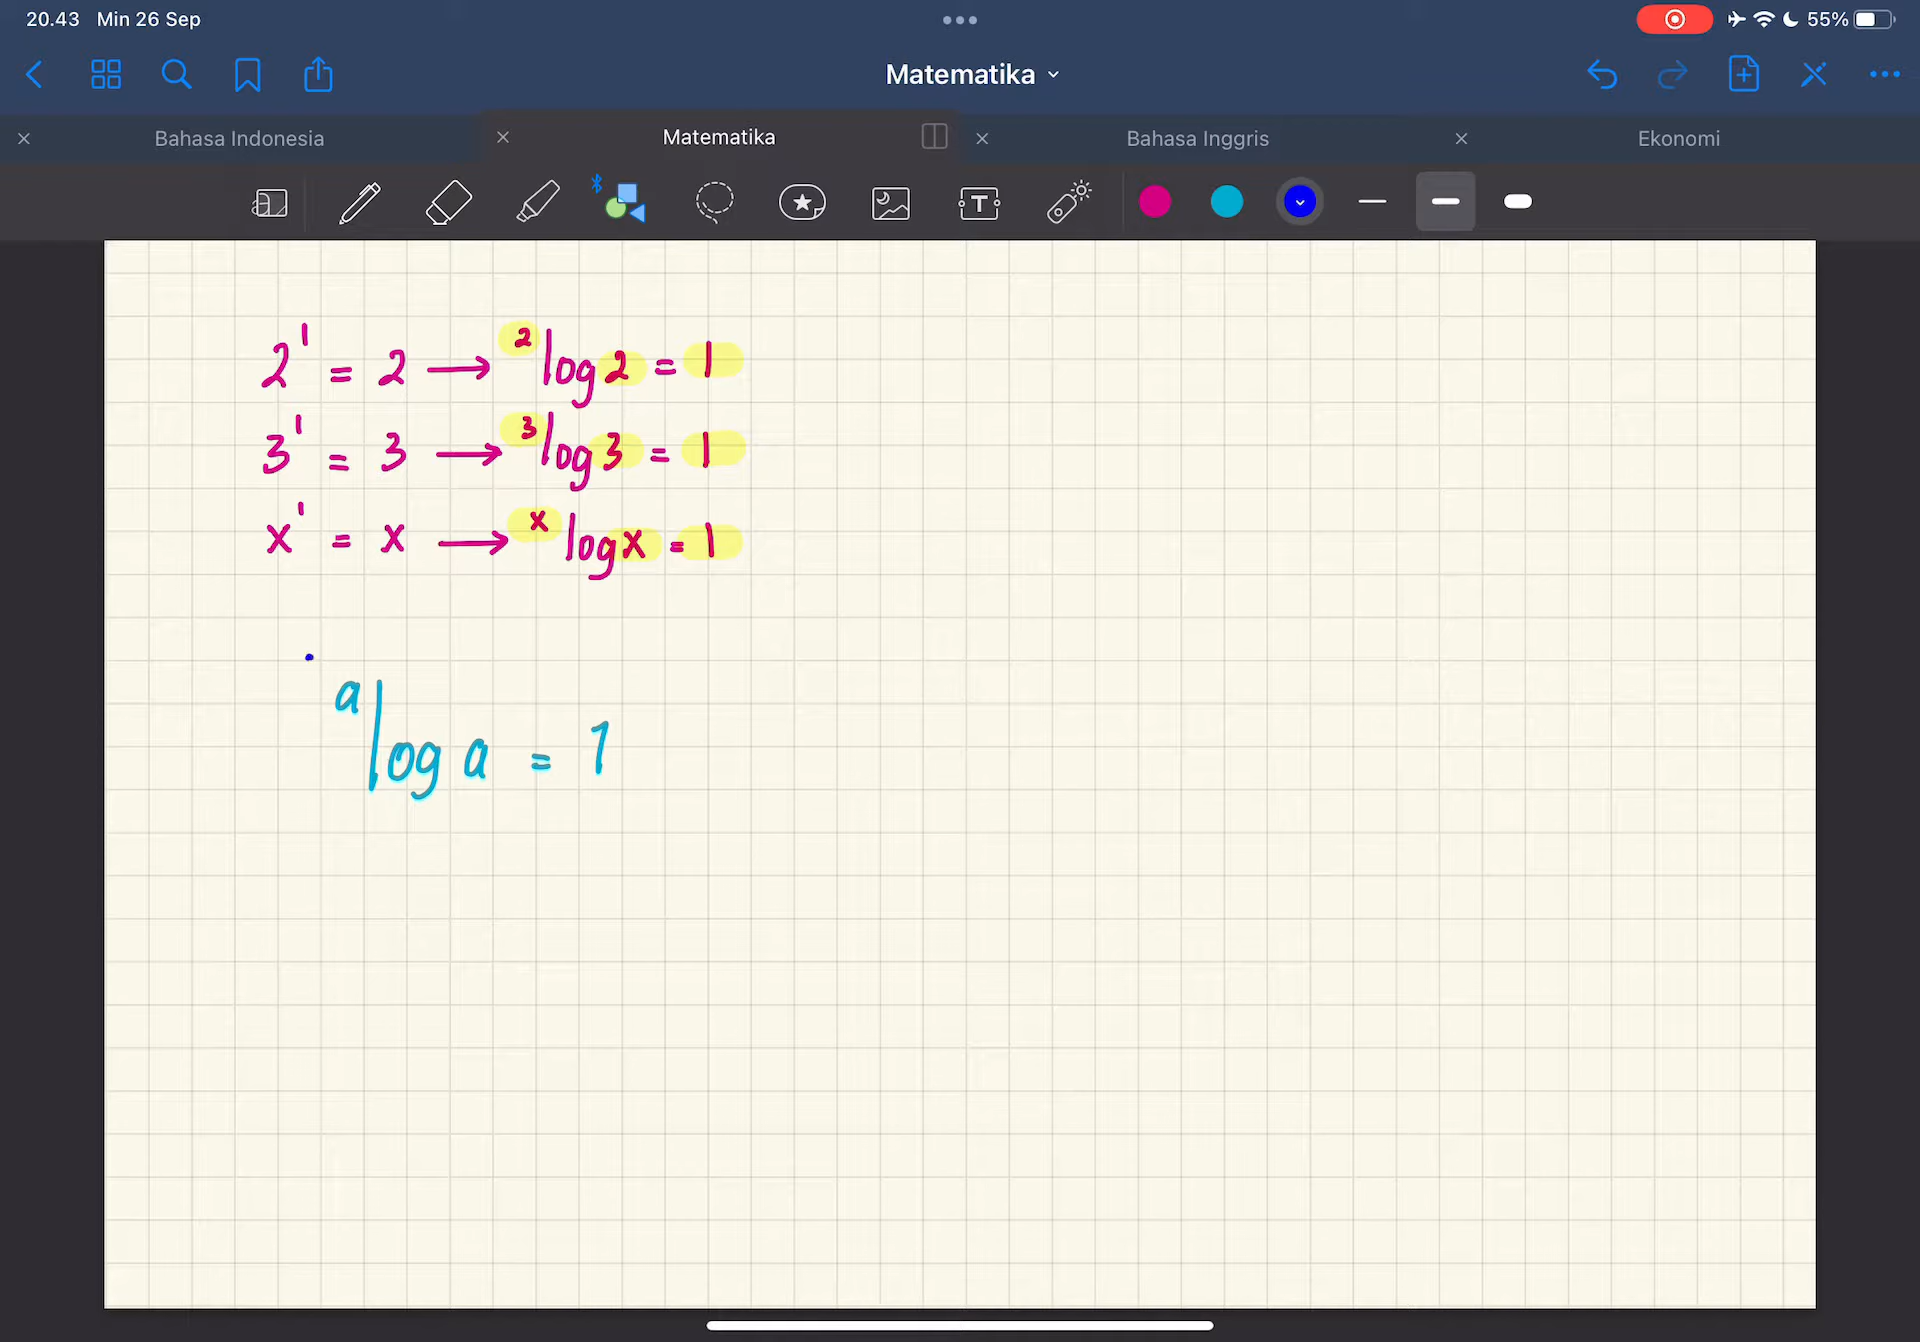 20.43 Min 26 Sep 55%
Matematika
Bahasa Indonesia Matematika Bahasa Inggris Ekonomi
T
2¹ = 2 → ²log 2 = 1
3¹ = 3 → ³log 3 = 1
x¹ = x → ˣlog x = 1
ᵃlog a = 1